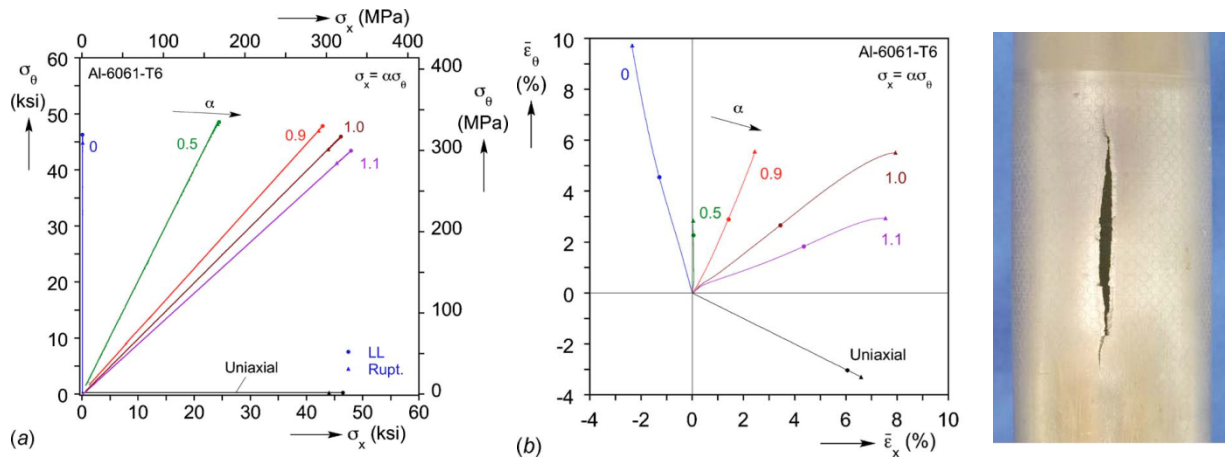 σx (MPa)
0 100 200 300 400
60
50
40
30
20
10
0
σθ
(ksi)
Al-6061-T6
σx = ασθ
α
0
0.5
0.9
1.0
1.1
400
300
200
100
0
σθ
(MPa)
LL
Rupt.
Uniaxial
0 10 20 30 40 50 60
σx (ksi)
(a)
ε̄θ
(%)
10
8
6
4
2
0
-2
-4
Al-6061-T6
σx = ασθ
α
0
0.5
0.9
1.0
1.1
Uniaxial
-4 -2 0 2 4 6 8 10
ε̄x (%)
(b)